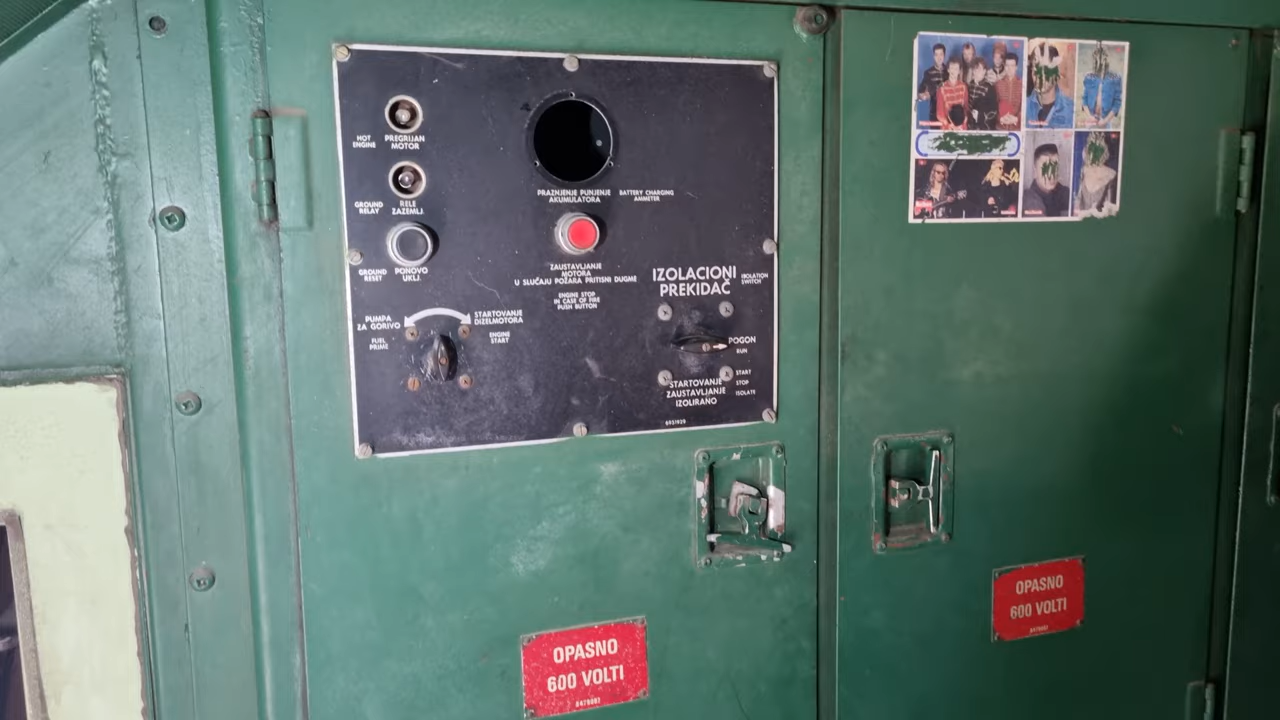 HOT
ENGINE
PREGRIJAN
MOTOR
GROUND
RELAY
RELE
ZAZEMLJ.
GROUND
RESET
PONOVO
UKLJ.
PRAZNJENJE PUNJENJE
AKUMULATORA
BATTERY CHARGING
AMMETER
ZAUSTAVLJANJE
MOTORA
U SLUČAJU POŽARA PRITISNI DUGME
ENGINE STOP
IN CASE OF FIRE
PUSH BUTTON
IZOLACIONI
PREKIDAČ
ISOLATION
SWITCH
PUMPA
ZA GORIVO
FUEL
PRIME
STARTOVANJE
DIZELMOTORA
ENGINE
START
POGON
RUN
STARTOVANJE
ZAUSTAVLJANJE
IZOLIRANO
START
STOP
ISOLATE
OPASNO
600 VOLTI
8479897
OPASNO
600 VOLTI